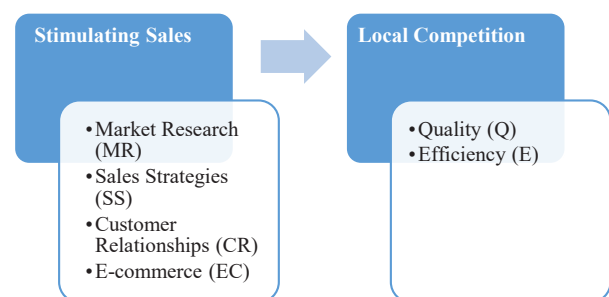 Stimulating Sales
•Market Research
(MR)
•Sales Strategies
(SS)
•Customer
Relationships (CR)
•E-commerce (EC)
Local Competition
•Quality (Q)
•Efficiency (E)